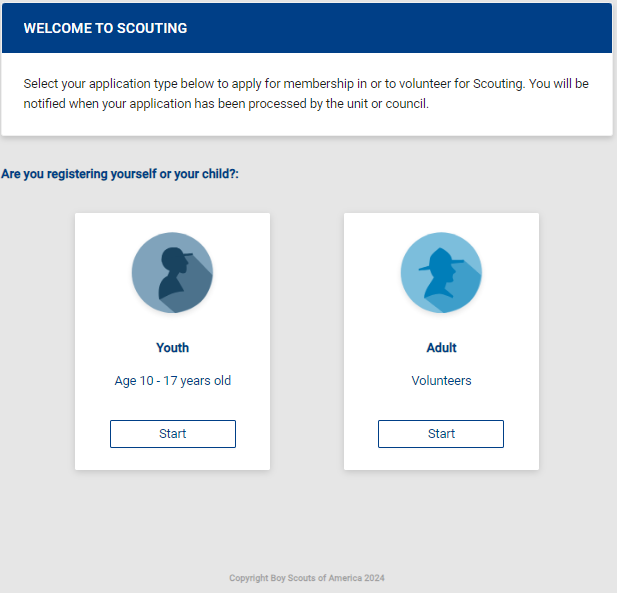 WELCOME TO SCOUTING
Select your application type below to apply for membership in or to volunteer for Scouting. You will be
notified when your application has been processed by the unit or council.
Are you registering yourself or your child?:
Youth
Age 10 - 17 years old
Start
Adult
Volunteers
Start
Copyright Boy Scouts of America 2024